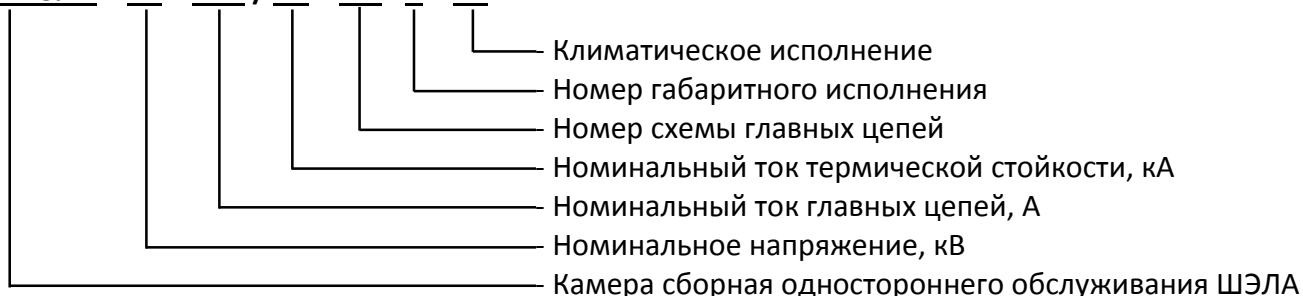 Климатическое исполнение
Номер габаритного исполнения
Номер схемы главных цепей
Номинальный ток термической стойкости, кА
Номинальный ток главных цепей, А
Номинальное напряжение, кВ
Камера сборная одностороннего обслуживания ШЭЛА